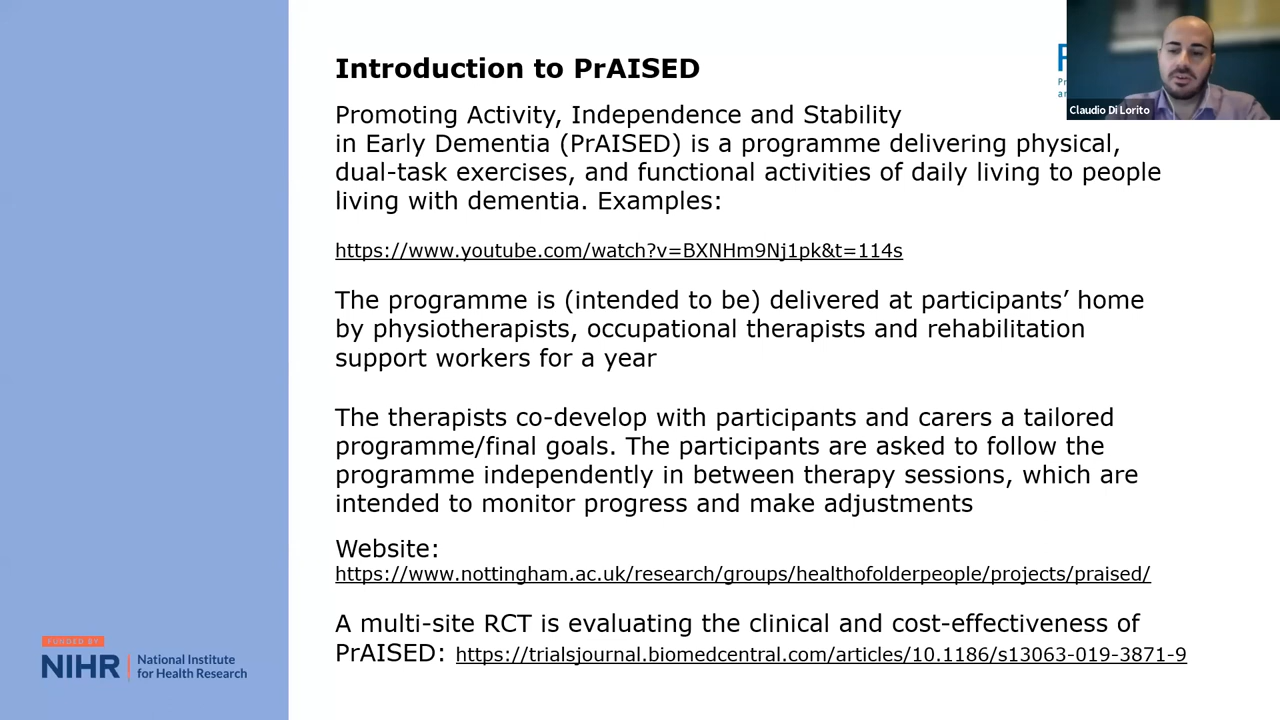 Introduction to PrAISED
Promoting Activity, Independence and Stability
in Early Dementia (PrAISED) is a programme delivering physical,
dual-task exercises, and functional activities of daily living to people
living with dementia. Examples:
https://www.youtube.com/watch?v=BXNHm9Nj1pk&t=114s
The programme is (intended to be) delivered at participants’ home
by physiotherapists, occupational therapists and rehabilitation
support workers for a year
The therapists co-develop with participants and carers a tailored
programme/final goals. The participants are asked to follow the
programme independently in between therapy sessions, which are
intended to monitor progress and make adjustments
Website:
https://www.nottingham.ac.uk/research/groups/healthofolderpeople/projects/praised/
A multi-site RCT is evaluating the clinical and cost-effectiveness of
PrAISED: https://trialsjournal.biomedcentral.com/articles/10.1186/s13063-019-3871-9
Claudio Di Lorito
FUNDED BY
NIHR | National Institute
for Health Research